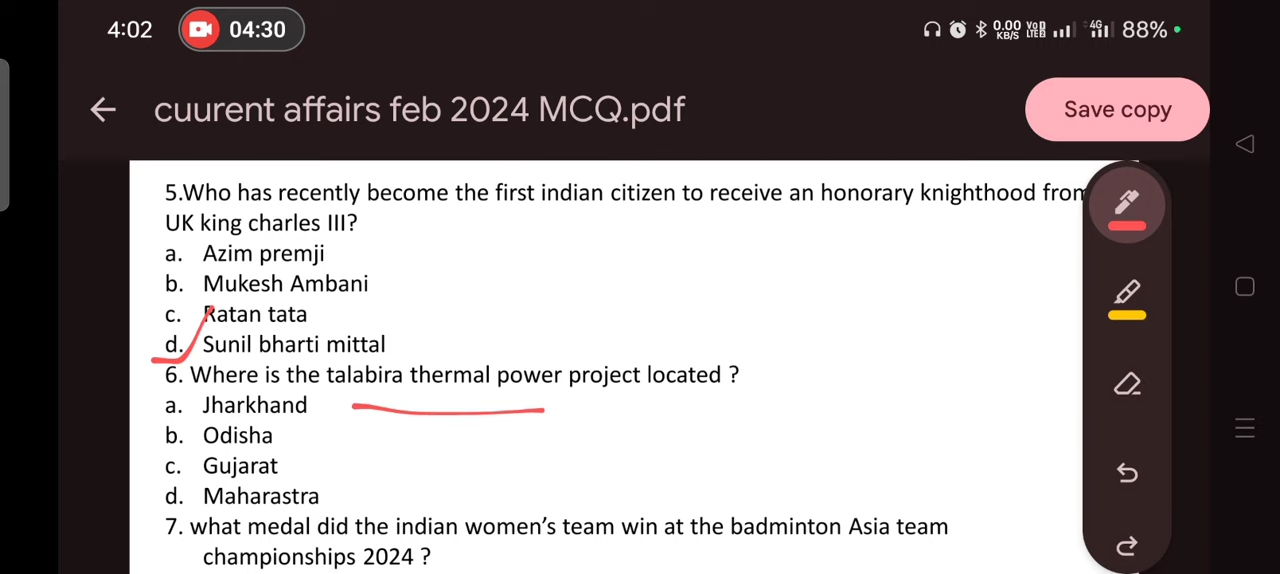 4:02 04:30 0.00 KB/S VoD LTE2 4G 88%
cuurent affairs feb 2024 MCQ.pdf Save copy
5.Who has recently become the first indian citizen to receive an honorary knighthood from
UK king charles III?
a. Azim premji
b. Mukesh Ambani
c. Ratan tata
d. Sunil bharti mittal
6. Where is the talabira thermal power project located ?
a. Jharkhand
b. Odisha
c. Gujarat
d. Maharastra
7. what medal did the indian women’s team win at the badminton Asia team
championships 2024 ?